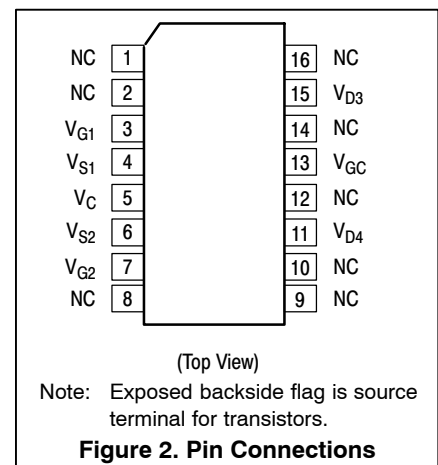 NC 1 16 NC
NC 2 15 VD3
VG1 3 14 NC
VS1 4 13 VGC
VC 5 12 NC
VS2 6 11 VD4
VG2 7 10 NC
NC 8 9 NC
(Top View)
Note: Exposed backside flag is source
terminal for transistors.
Figure 2. Pin Connections